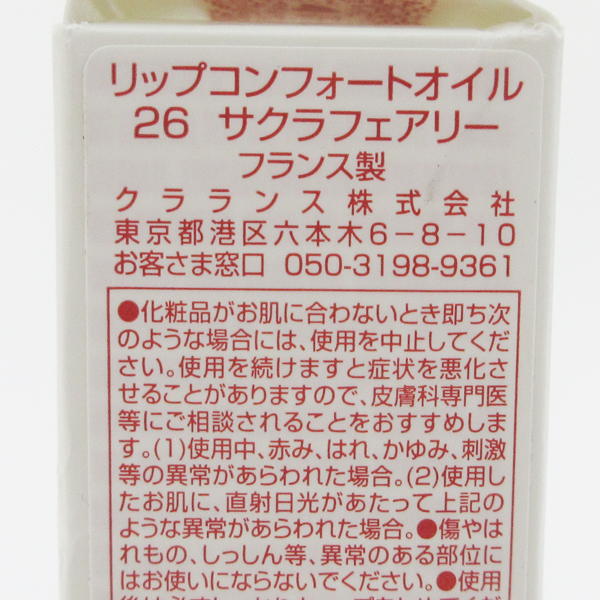 リップコンフォートオイル
26 サクラフェアリー
フランス製
クラランス株式会社
東京都港区六本木6-8-10
お客さま窓口 050-3198-9361
●化粧品がお肌に合わないとき即ち次
のような場合には、使用を中止してくだ
さい。使用を続けますと症状を悪化さ
せることがありますので、皮膚科専門医
等にご相談されることをおすすめしま
す。(1)使用中、赤み、はれ、かゆみ、刺激
等の異常があらわれた場合。(2)使用し
たお肌に、直射日光があたって上記の
ような異常があらわれた場合。●傷やは
れもの、しっしん等、異常のある部位に
はお使いにならないでください。●使用